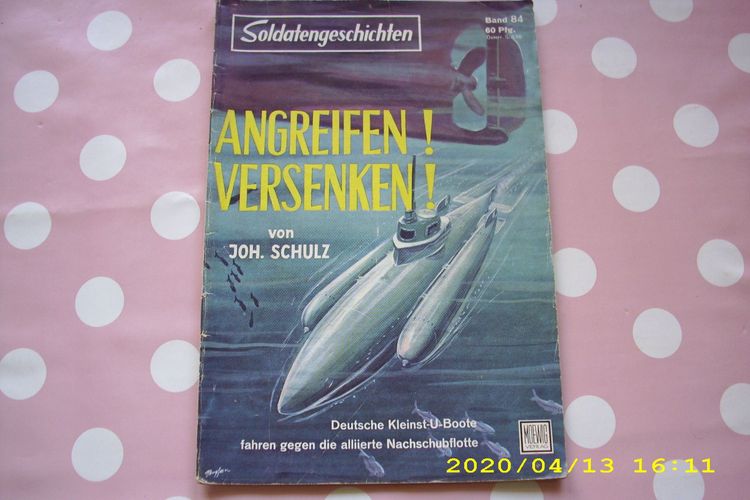 Soldatengeschichten
Band 84
60 Pfg.
ANGREIFEN!
VERSENKEN!
von
JOH. SCHULZ
Deutsche Kleinst-U-Boote
fahren gegen die alliierte Nachschubflotte
MOEWIG
VERLAG
2020/04/13 16:11